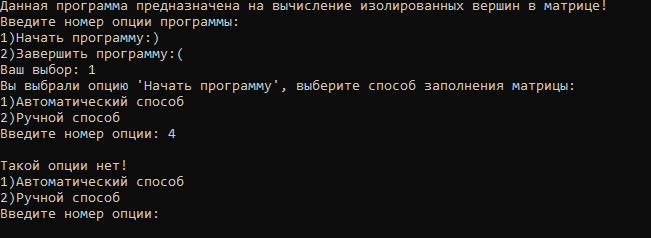 Данная программа предназначена на вычисление изолированных вершин в матрице!
Введите номер опции программы:
1)Начать программу:)
2)Завершить программу:(
Ваш выбор: 1
Вы выбрали опцию 'Начать программу', выберите способ заполнения матрицы:
1)Автоматический способ
2)Ручной способ
Введите номер опции: 4
Такой опции нет!
1)Автоматический способ
2)Ручной способ
Введите номер опции: